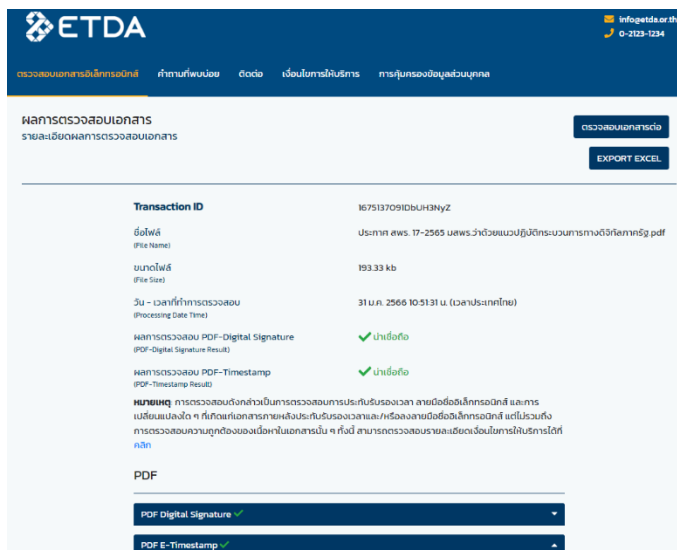 ETDA
info@etda.or.th
0-2123-1234
ตรวจสอบเอกสารอิเล็กทรอนิกส์ คำถามที่พบบ่อย ติดต่อ เงื่อนไขการให้บริการ การคุ้มครองข้อมูลส่วนบุคคล
ผลการตรวจสอบเอกสาร
รายละเอียดผลการตรวจสอบเอกสาร
ตรวจสอบเอกสารต่อ
EXPORT EXCEL
Transaction ID 1675137091DbUH3NyZ
ชื่อไฟล์ ประกาศ สพร. 17-2565 มสพร.ว่าด้วยแนวปฏิบัติกระบวนการทางดิจิทัลภาครัฐ.pdf
(File Name)
ขนาดไฟล์ 193.33 kb
(File Size)
วัน - เวลาที่ทำการตรวจสอบ 31 ม.ค. 2566 10:51:31 น. (เวลาประเทศไทย)
(Processing Date Time)
ผลการตรวจสอบ PDF-Digital Signature น่าเชื่อถือ
(PDF-Digital Signature Result)
ผลการตรวจสอบ PDF-Timestamp น่าเชื่อถือ
(PDF-Timestamp Result)
หมายเหตุ การตรวจสอบดังกล่าวเป็นการตรวจสอบการประทับรับรองเวลา ลายมือชื่ออิเล็กทรอนิกส์ และการ
เปลี่ยนแปลงใด ๆ ที่เกิดแก่เอกสารภายหลังประทับรับรองเวลาและ/หรือลงลายมือชื่ออิเล็กทรอนิกส์ แต่ไม่รวมถึง
การตรวจสอบความถูกต้องของเนื้อหาในเอกสารนั้น ๆ ทั้งนี้ สามารถตรวจสอบรายละเอียดเงื่อนไขการให้บริการได้ที่
คลิก
PDF
PDF Digital Signature
PDF E-Timestamp